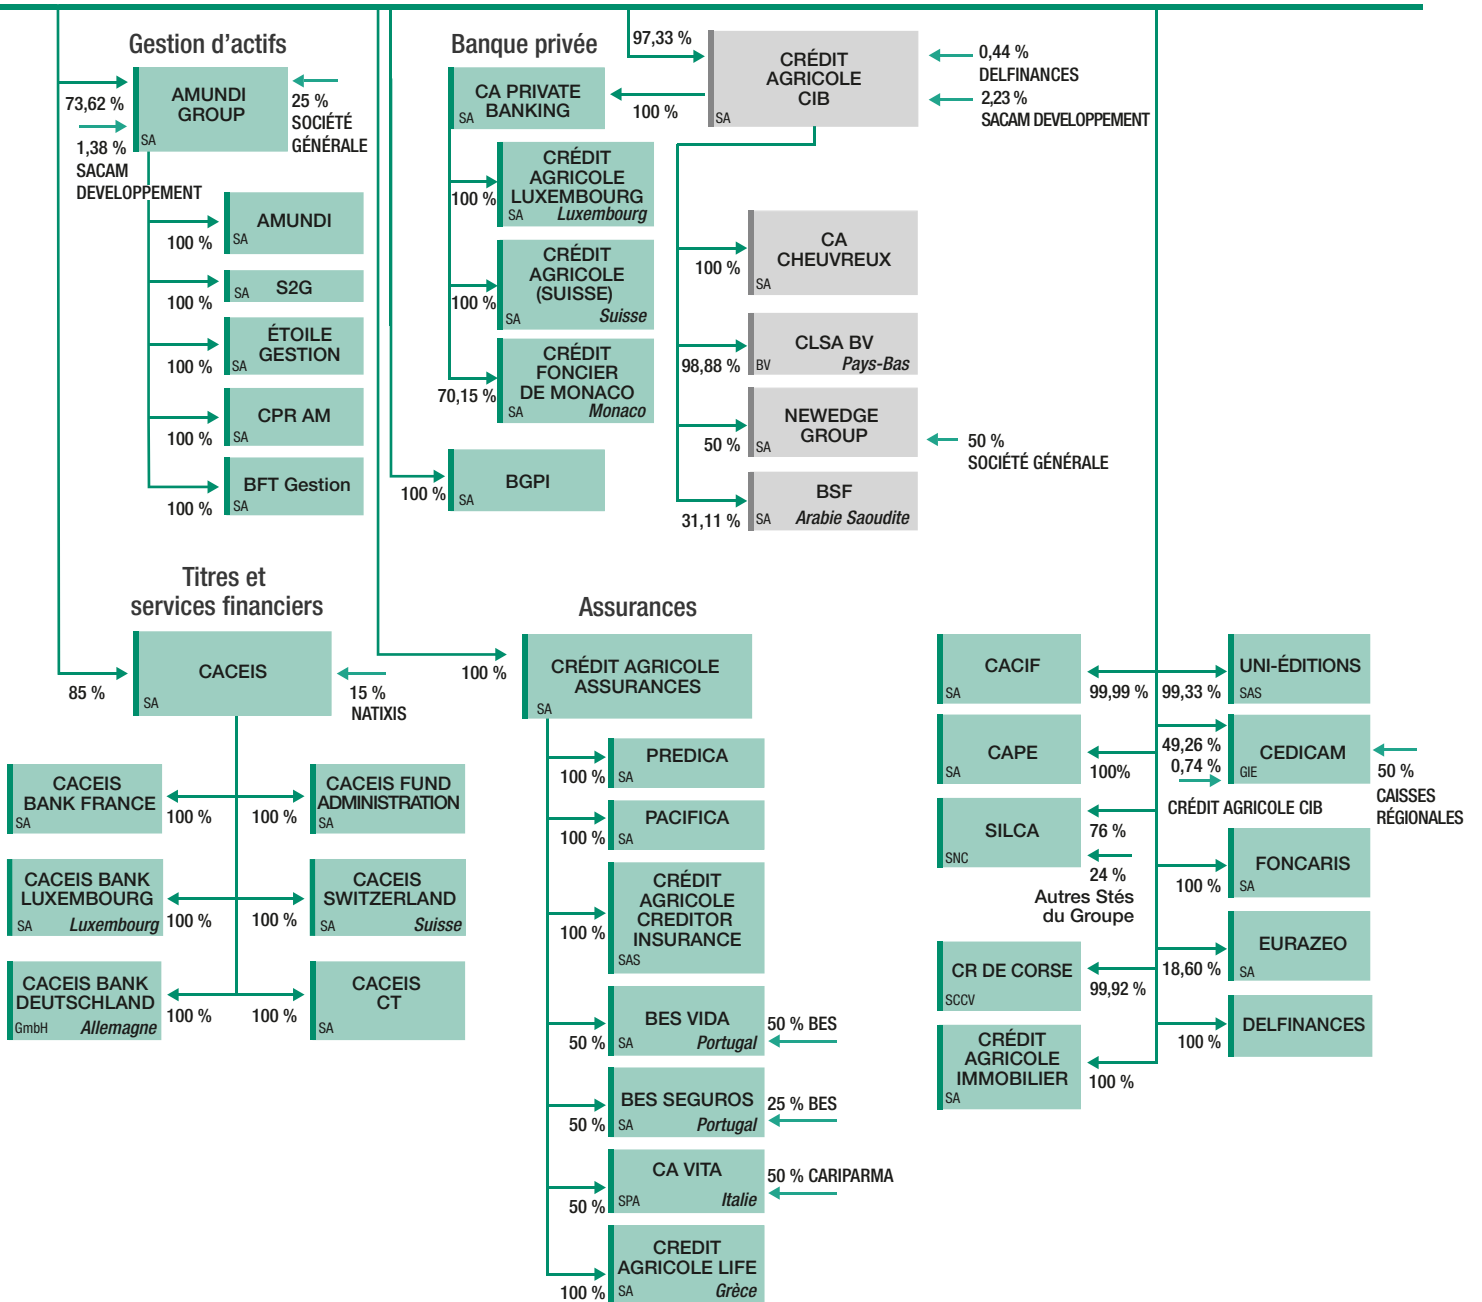 Gestion d'actifs
73,62 %
AMUNDI
GROUP
SA
25 %
SOCIÉTÉ
GÉNÉRALE
1,38 %
SACAM
DEVELOPPEMENT
100 %
AMUNDI
SA
100 %
S2G
SA
100 %
ÉTOILE
GESTION
SA
100 %
CPR AM
SA
100 %
BFT Gestion
SA
Banque privée
CA PRIVATE
BANKING
SA
100 %
100 %
CRÉDIT
AGRICOLE
LUXEMBOURG
SA Luxembourg
100 %
CRÉDIT
AGRICOLE
(SUISSE)
SA Suisse
70,15 %
CRÉDIT
FONCIER
DE MONACO
SA Monaco
100 %
BGPI
SA
97,33 %
CRÉDIT
AGRICOLE
CIB
SA
0,44 %
DELFINANCES
2,23 %
SACAM DEVELOPPEMENT
100 %
CA
CHEUVREUX
SA
98,88 %
CLSA BV
BV Pays-Bas
50 %
NEWEDGE
GROUP
SA
50 %
SOCIÉTÉ GÉNÉRALE
31,11 %
BSF
SA Arabie Saoudite
Titres et
services financiers
85 %
CACEIS
SA
15 %
NATIXIS
CACEIS
BANK FRANCE
SA
100 %
100 %
CACEIS FUND
ADMINISTRATION
SA
CACEIS BANK
LUXEMBOURG
SA Luxembourg
100 %
100 %
CACEIS
SWITZERLAND
SA Suisse
CACEIS BANK
DEUTSCHLAND
GmbH Allemagne
100 %
100 %
CACEIS
CT
SA
Assurances
100 %
CRÉDIT AGRICOLE
ASSURANCES
SA
100 %
PREDICA
SA
100 %
PACIFICA
SA
100 %
CRÉDIT
AGRICOLE
CREDITOR
INSURANCE
SAS
50 %
BES VIDA
SA Portugal
50 % BES
50 %
BES SEGUROS
SA Portugal
25 % BES
50 %
CA VITA
SPA Italie
50 % CARIPARMA
100 %
CREDIT
AGRICOLE LIFE
SA Grèce
CACIF
SA
99,99 %
CAPE
SA
100%
SILCA
SNC
76 %
24 %
Autres Stés
du Groupe
CR DE CORSE
SCCV
99,92 %
CRÉDIT
AGRICOLE
IMMOBILIER
SA
100 %
99,33 %
UNI-ÉDITIONS
SAS
49,26 %
0,74 %
CRÉDIT AGRICOLE CIB
CEDICAM
GIE
50 %
CAISSES
RÉGIONALES
100 %
FONCARIS
SA
18,60 %
EURAZEO
SA
100 %
DELFINANCES